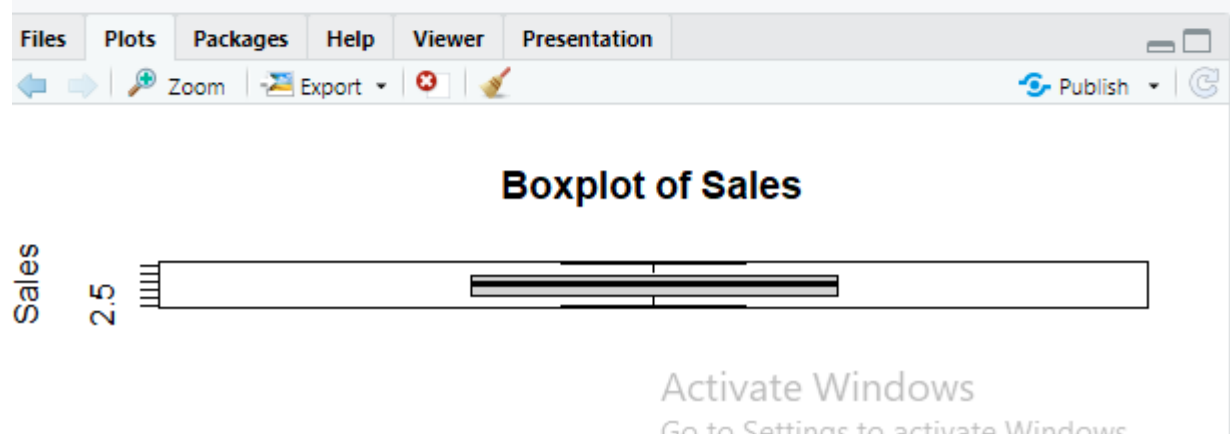 Files Plots Packages Help Viewer Presentation
Zoom Export Publish
Boxplot of Sales
Sales
2.5
Activate Windows
Go to Settings to activate Windows